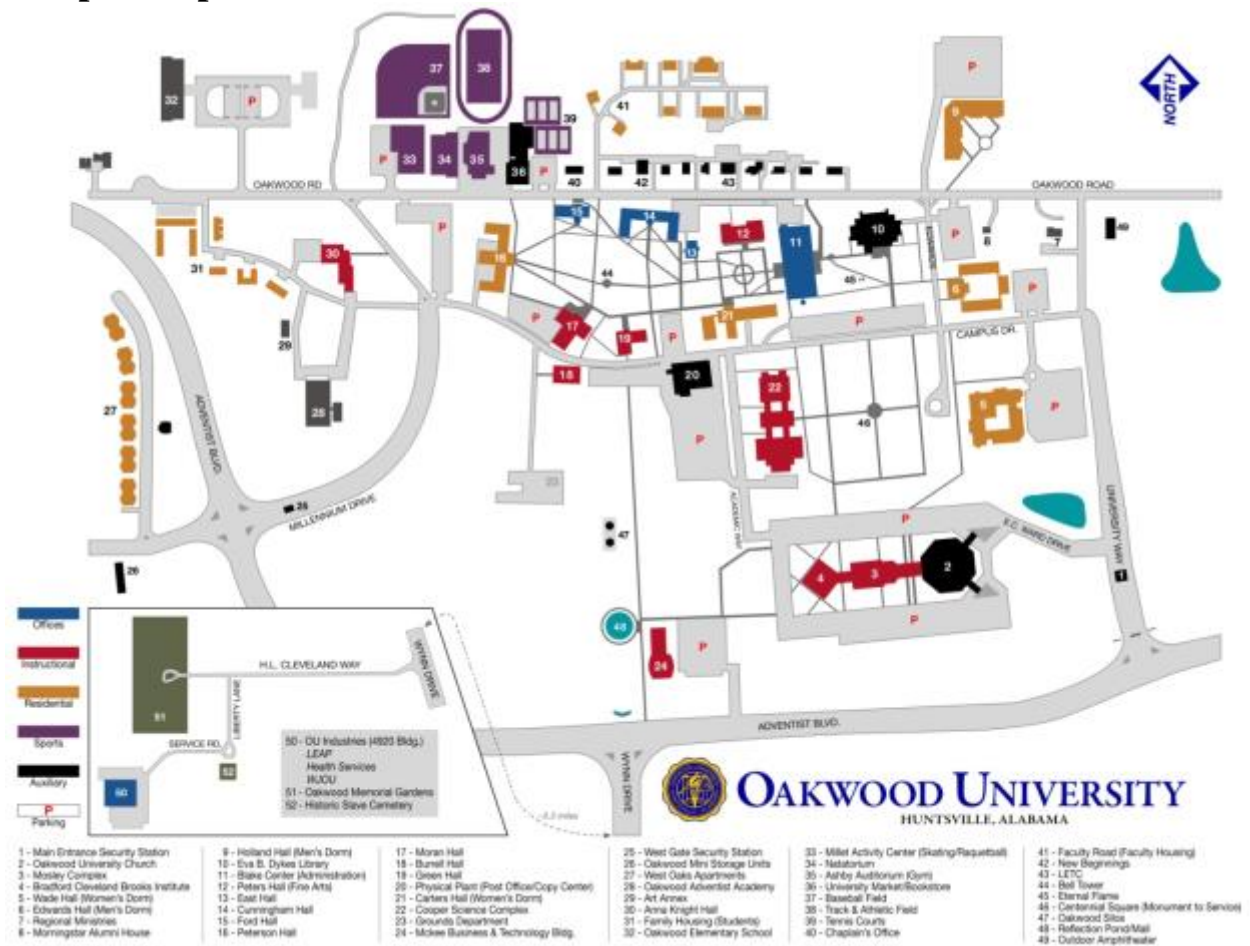 NORTH
OAKWOOD RD
OAKWOOD ROAD
CAMPUS DR.
ADVENTIST BLVD.
MILLENNIUM DRIVE
ACADEMIC WAY
E.C. WARD DRIVE
UNIVERSITY WAY
ADVENTIST BLVD.
WYNN DRIVE
Offices
Instructional
Residential
Sports
Auxiliary
P
Parking
H.L. CLEVELAND WAY
WYNN DRIVE
LIBERTY LANE
SERVICE RD.
50 - OU Industries (4920 Bldg.)
LEAP
Health Services
WJOU
51 - Oakwood Memorial Gardens
52 - Historic Slave Cemetery
OAKWOOD UNIVERSITY
HUNTSVILLE, ALABAMA
1 - Main Entrance Security Station
2 - Oakwood University Church
3 - Mosley Complex
4 - Bradford Cleveland Brooks Institute
5 - Wade Hall (Women's Dorm)
6 - Edwards Hall (Men's Dorm)
7 - Regional Ministries
8 - Morningstar Alumni House
9 - Holland Hall (Men's Dorm)
10 - Eva B. Dykes Library
11 - Blake Center (Administration)
12 - Peters Hall (Fine Arts)
13 - East Hall
14 - Cunningham Hall
15 - Ford Hall
16 - Peterson Hall
17 - Moran Hall
18 - Burrell Hall
19 - Green Hall
20 - Physical Plant (Post Office/Copy Center)
21 - Carters Hall (Women's Dorm)
22 - Cooper Science Complex
23 - Grounds Department
24 - Mckee Business & Technology Bldg.
25 - West Gate Security Station
26 - Oakwood Mini Storage Units
27 - West Oaks Apartments
28 - Oakwood Adventist Academy
29 - Art Annex
30 - Anna Knight Hall
31 - Family Housing (Students)
32 - Oakwood Elementary School
33 - Millet Activity Center (Skating/Raquetball)
34 - Natatorium
35 - Ashby Auditorium (Gym)
36 - University Market/Bookstore
37 - Baseball Field
38 - Track & Athletic Field
39 - Tennis Courts
40 - Chaplain's Office
41 - Faculty Road (Faculty Housing)
42 - New Beginnings
43 - LETC
44 - Bell Tower
45 - Eternal Flame
46 - Centennial Square (Monument to Service)
47 - Oakwood Silos
48 - Reflection Pond/Mall
49 - Outdoor Amphitheater